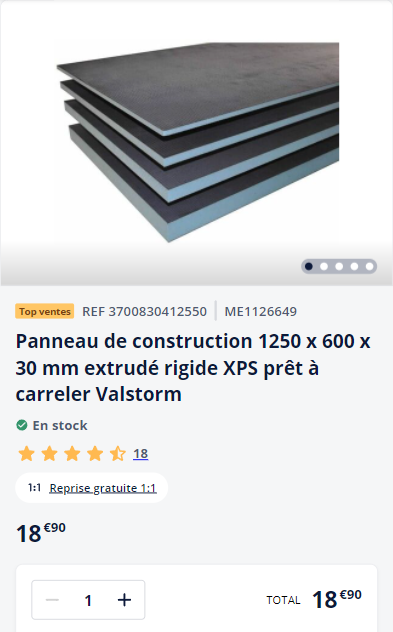 Top ventes REF 3700830412550 ME1126649
Panneau de construction 1250 x 600 x
30 mm extrudé rigide XPS prêt à
carreler Valstorm
En stock
18
1:1 Reprise gratuite 1:1
18€90
1 TOTAL 18€90